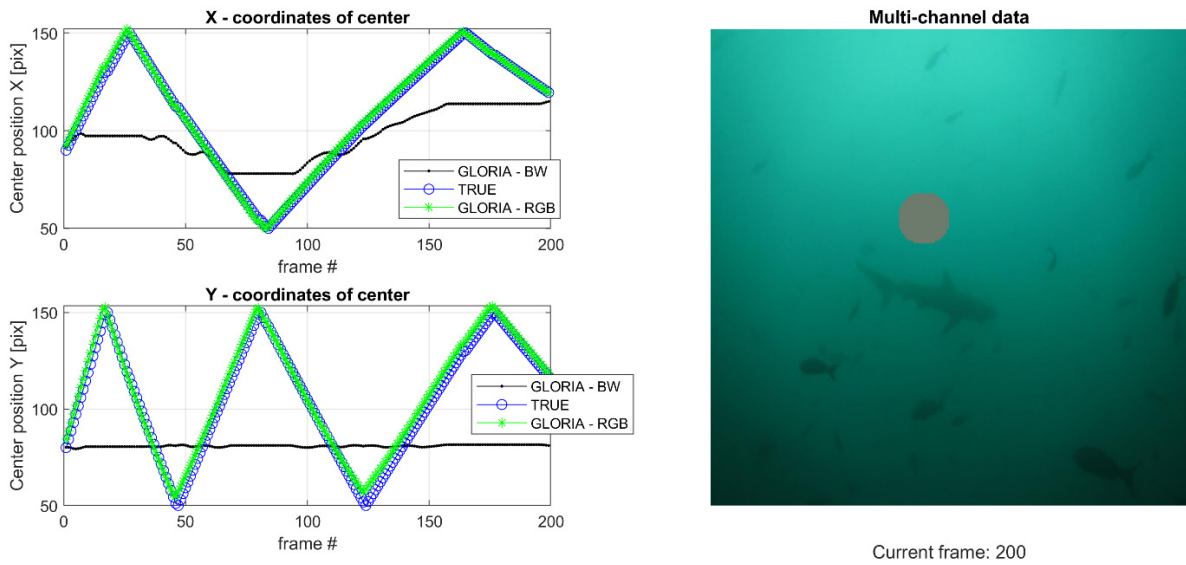 X - coordinates of center
Center position X [pix]
150
100
50
0
50
100
150
200
frame #
GLORIA - BW
TRUE
GLORIA - RGB
Y - coordinates of center
Center position Y [pix]
150
100
50
0
50
100
150
200
frame #
GLORIA - BW
TRUE
GLORIA - RGB
Multi-channel data
Current frame: 200